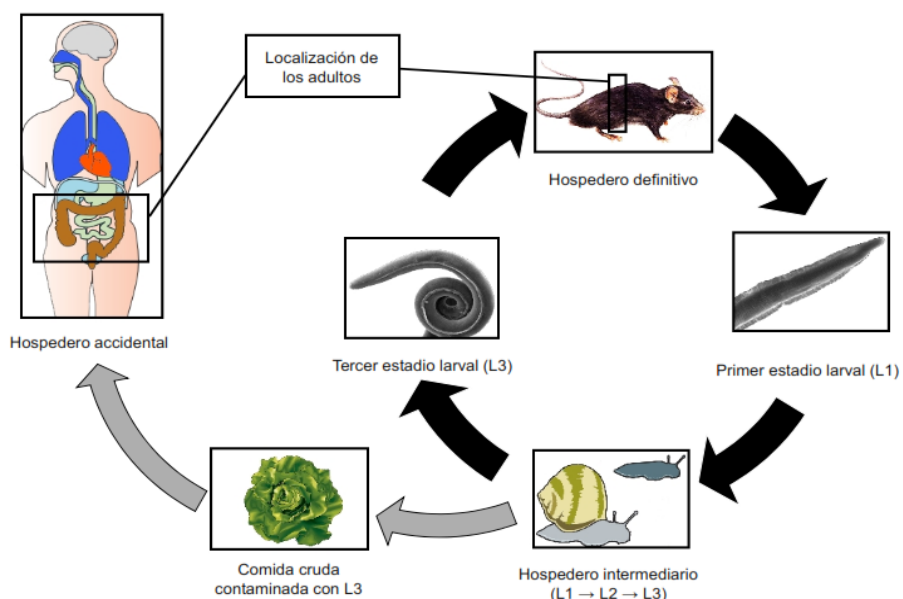 Localización de
los adultos
Hospedero definitivo
Hospedero accidental
Tercer estadio larval (L3)
Primer estadio larval (L1)
Comida cruda
contaminada con L3
Hospedero intermediario
(L1 → L2 → L3)